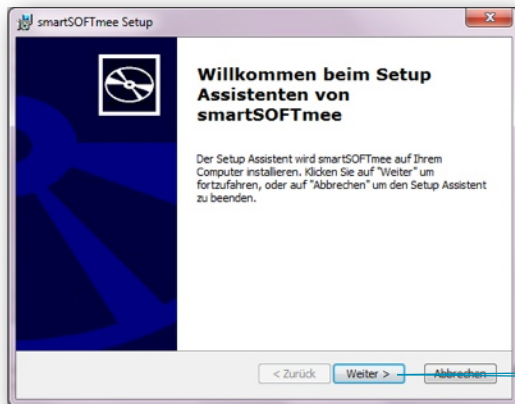 smartSOFTmee Setup
Willkommen beim Setup
Assistenten von
smartSOFTmee
Der Setup Assistent wird smartSOFTmee auf Ihrem
Computer installieren. Klicken Sie auf "Weiter" um
fortzufahren, oder auf "Abbrechen" um den Setup Assistent
zu beenden.
< Zurück Weiter > Abbrechen